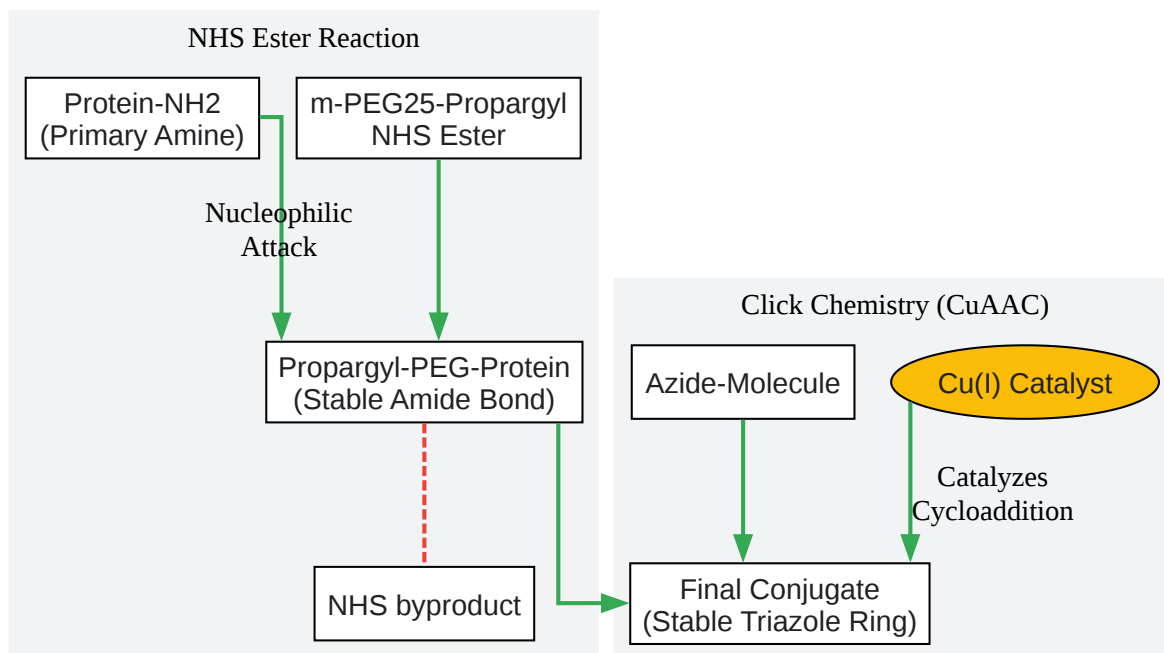 NHS Ester Reaction
Protein-NH2
(Primary Amine)
m-PEG25-Propargyl
NHS Ester
Nucleophilic
Attack
Propargyl-PEG-Protein
(Stable Amide Bond)
NHS byproduct
Click Chemistry (CuAAC)
Azide-Molecule
Cu(I) Catalyst
Catalyzes
Cycloaddition
Final Conjugate
(Stable Triazole Ring)